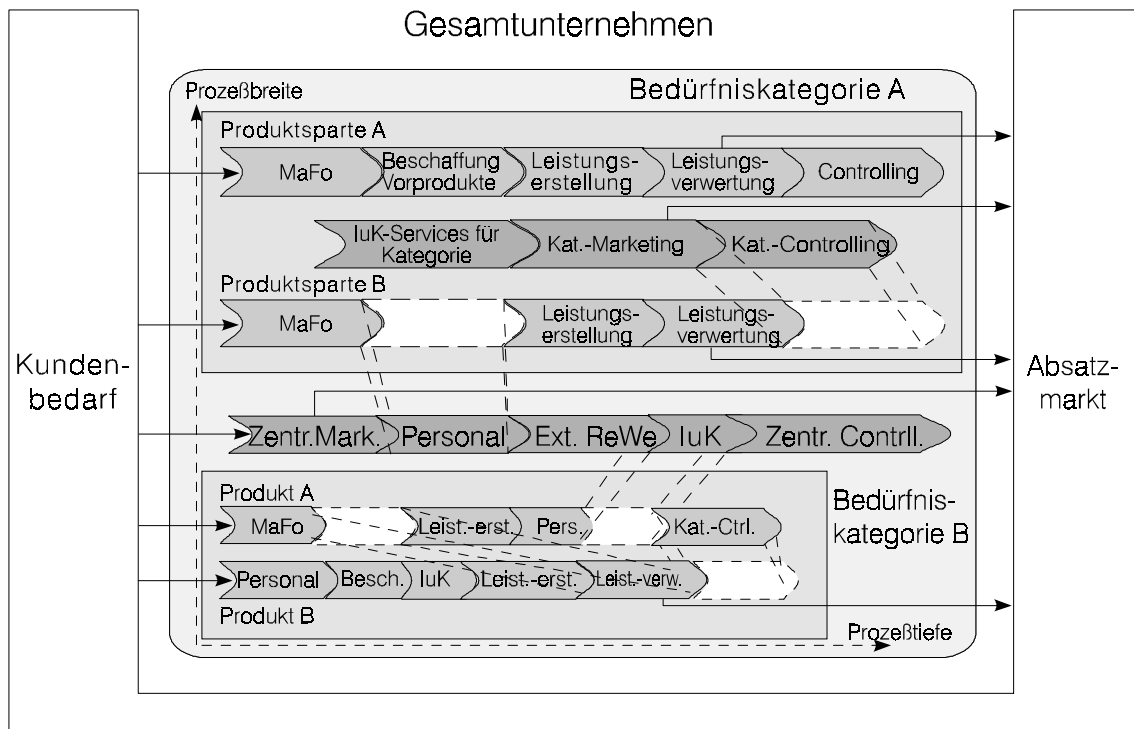 Gesamtunternehmen
Prozeßbreite
Bedürfniskategorie A
Produktsparte A
MaFo
Beschaffung
Vorprodukte
Leistungs-
erstellung
Leistungs-
verwertung
Controlling
IuK-Services für
Kategorie
Kat.-Marketing
Kat.-Controlling
Produktsparte B
MaFo
Leistungs-
erstellung
Leistungs-
verwertung
Kunden-
bedarf
Absatz-
markt
Zentr.Mark.
Personal
Ext. ReWe
IuK
Zentr. Contrll.
Produkt A
MaFo
Leist.-erst.
Pers.
Kat.-Ctrl.
Bedürfnis-
kategorie B
Personal
Besch.
IuK
Leist.-erst.
Leist.-verw.
Produkt B
Prozeßtiefe